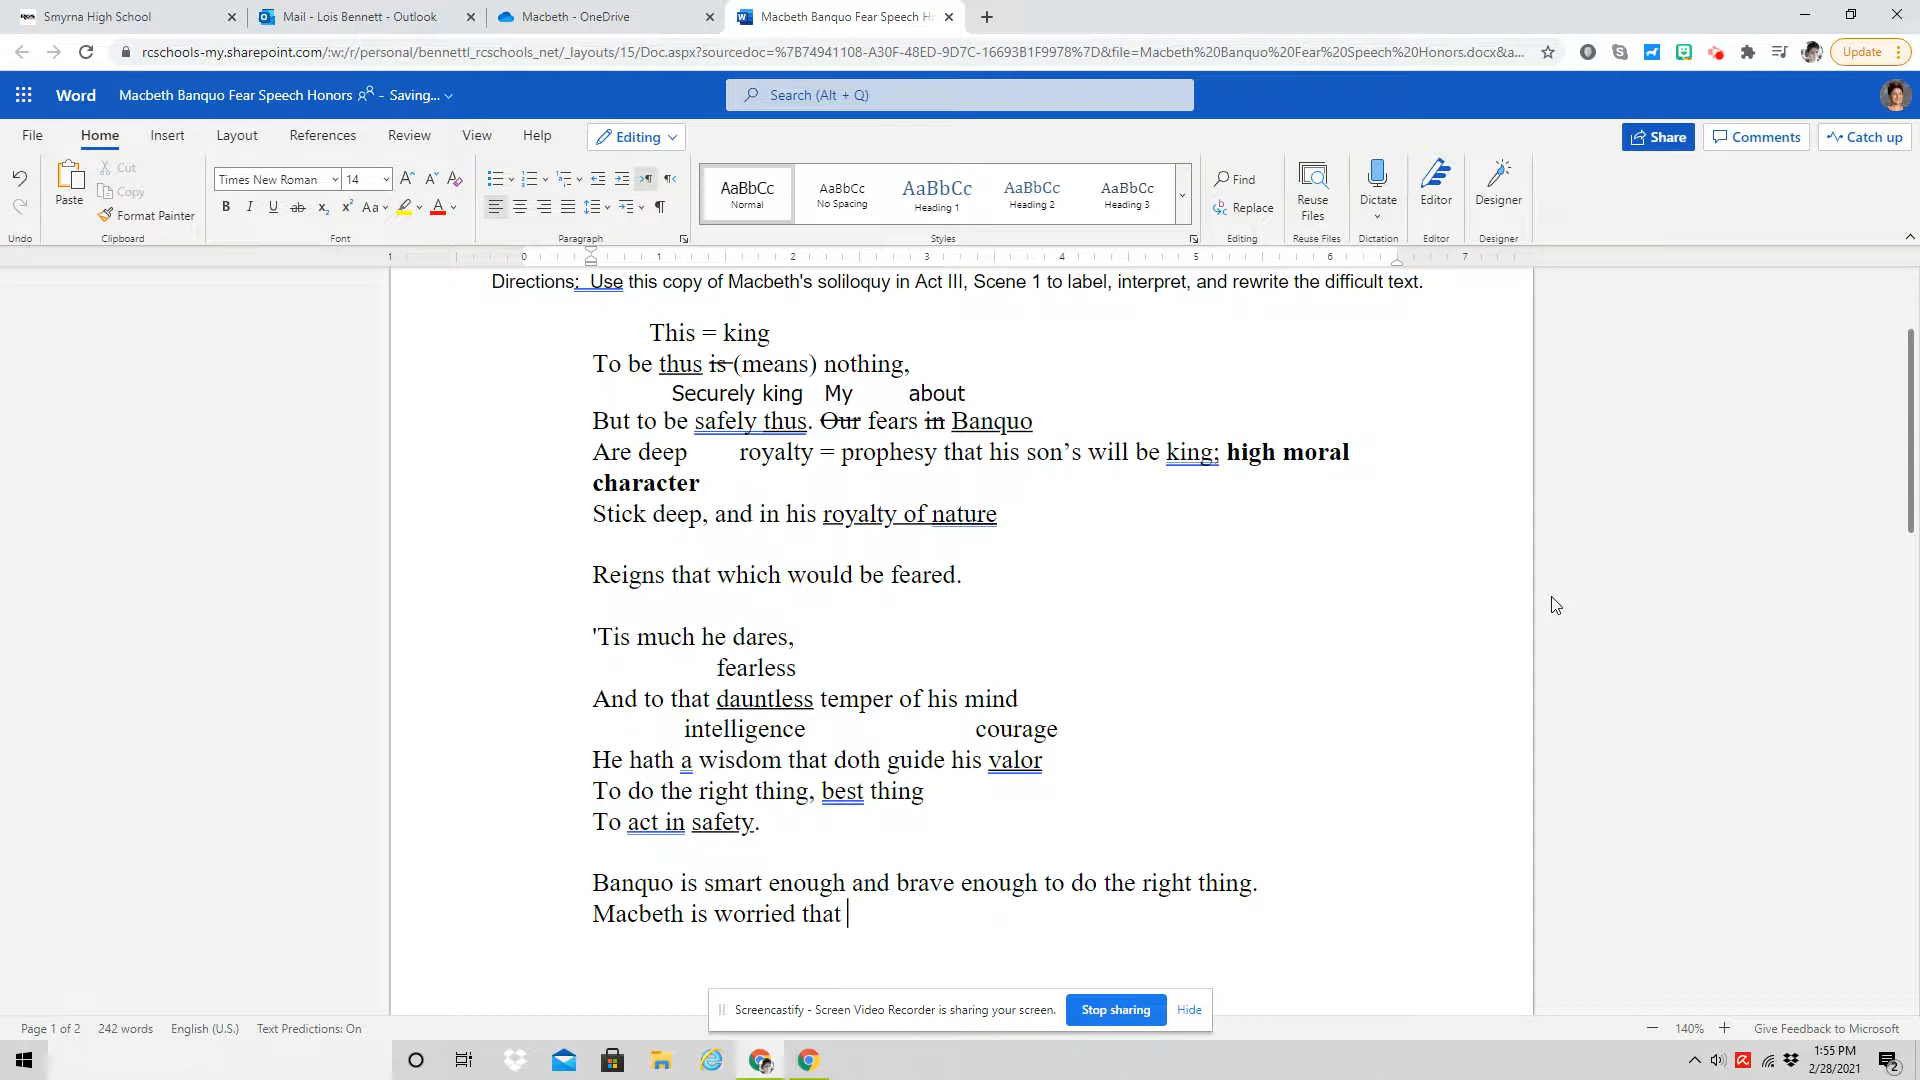 Smyrna High School
Mail - Lois Bennett - Outlook
Macbeth - OneDrive
Macbeth Banquo Fear Speech Ho
rcschools-my.sharepoint.com/:w:/r/personal/bennettl_rcschools_net/_layouts/15/Doc.aspx?sourcedoc=%7B74941108-A30F-48ED-9D7C-16693B1F9978%7D&file=Macbeth%20Banquo%20Fear%20Speech%20Honors.docx&a...
Update
Word
Macbeth Banquo Fear Speech Honors - Saving...
Search (Alt + Q)
File Home Insert Layout References Review View Help
Editing
Share
Comments
Catch up
Paste
Cut
Copy
Format Painter
Times New Roman
14
AaBbCc
Normal
AaBbCc
No Spacing
AaBbCc
Heading 1
AaBbCc
Heading 2
AaBbCc
Heading 3
Find
Replace
Reuse
Files
Dictate
Editor
Designer
Undo
Clipboard
Font
Paragraph
Styles
Editing
Reuse Files
Dictation
Editor
Designer
1 0 1 2 3 4 5 6 7
Directions: Use this copy of Macbeth's soliloquy in Act III, Scene 1 to label, interpret, and rewrite the difficult text.
This = king
To be thus is (means) nothing,
Securely king My about
But to be safely thus. Our fears in Banquo
Are deep royalty = prophesy that his son’s will be king; high moral
character
Stick deep, and in his royalty of nature
Reigns that which would be feared.
'Tis much he dares,
fearless
And to that dauntless temper of his mind
intelligence courage
He hath a wisdom that doth guide his valor
To do the right thing, best thing
To act in safety.
Banquo is smart enough and brave enough to do the right thing.
Macbeth is worried that
Screencastify - Screen Video Recorder is sharing your screen.
Stop sharing
Hide
Page 1 of 2
242 words
English (U.S.)
Text Predictions: On
140%
Give Feedback to Microsoft
1:55 PM
2/28/2021
2